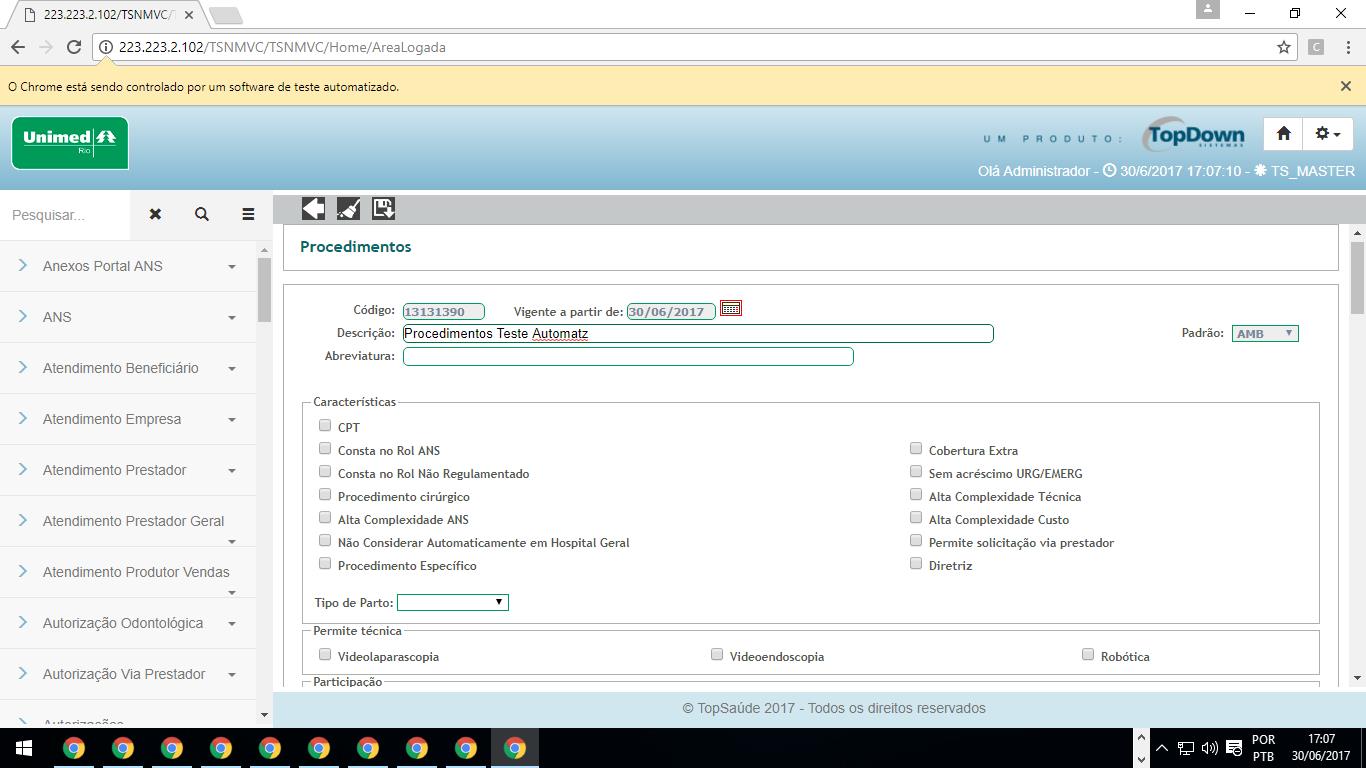 223.223.2.102/TSNMVC/T
223.223.2.102/TSNMVC/TSNMVC/Home/AreaLogada
C
O Chrome está sendo controlado por um software de teste automatizado.
Unimed
Rio
UM PRODUTO:
TopDown
SISTEMAS
Olá Administrador - 30/6/2017 17:07:10 - TS_MASTER
Pesquisar...
Procedimentos
Anexos Portal ANS
ANS
Atendimento Beneficiário
Atendimento Empresa
Atendimento Prestador
Atendimento Prestador Geral
Atendimento Produtor Vendas
Autorização Odontológica
Autorização Via Prestador
Autorizações
Código: 13131390 Vigente a partir de: 30/06/2017
Descrição: Procedimentos Teste Automatz Padrão: AMB
Abreviatura:
Características
CPT
Consta no Rol ANS Cobertura Extra
Consta no Rol Não Regulamentado Sem acréscimo URG/EMERG
Procedimento cirúrgico Alta Complexidade Técnica
Alta Complexidade ANS Alta Complexidade Custo
Não Considerar Automaticamente em Hospital Geral Permite solicitação via prestador
Procedimento Específico Diretriz
Tipo de Parto:
Permite técnica
Videolaparascopia Videoendoscopia Robótica
Participação
© TopSaúde 2017 - Todos os direitos reservados
POR 17:07
PTB 30/06/2017